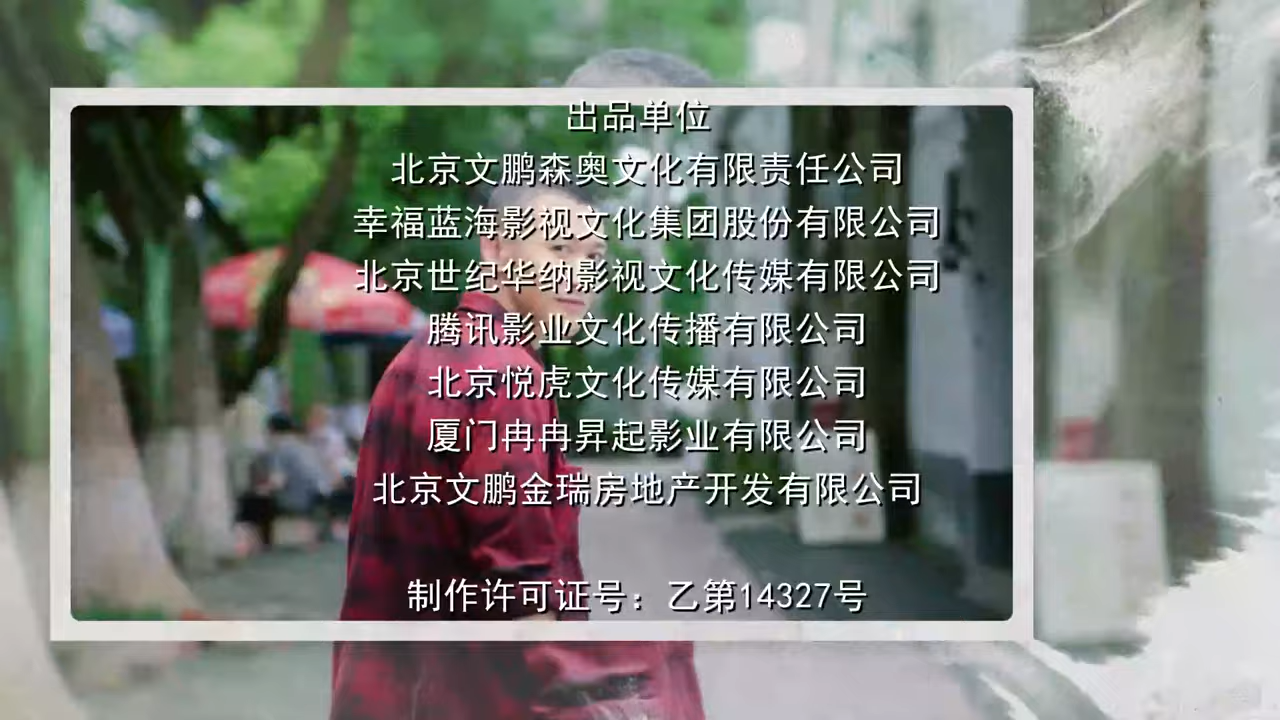 出品单位
北京文鹏森奥文化有限责任公司
幸福蓝海影视文化集团股份有限公司
北京世纪华纳影视文化传媒有限公司
腾讯影业文化传播有限公司
北京悦虎文化传媒有限公司
厦门冉冉昇起影业有限公司
北京文鹏金瑞房地产开发有限公司
制作许可证号：乙第14327号